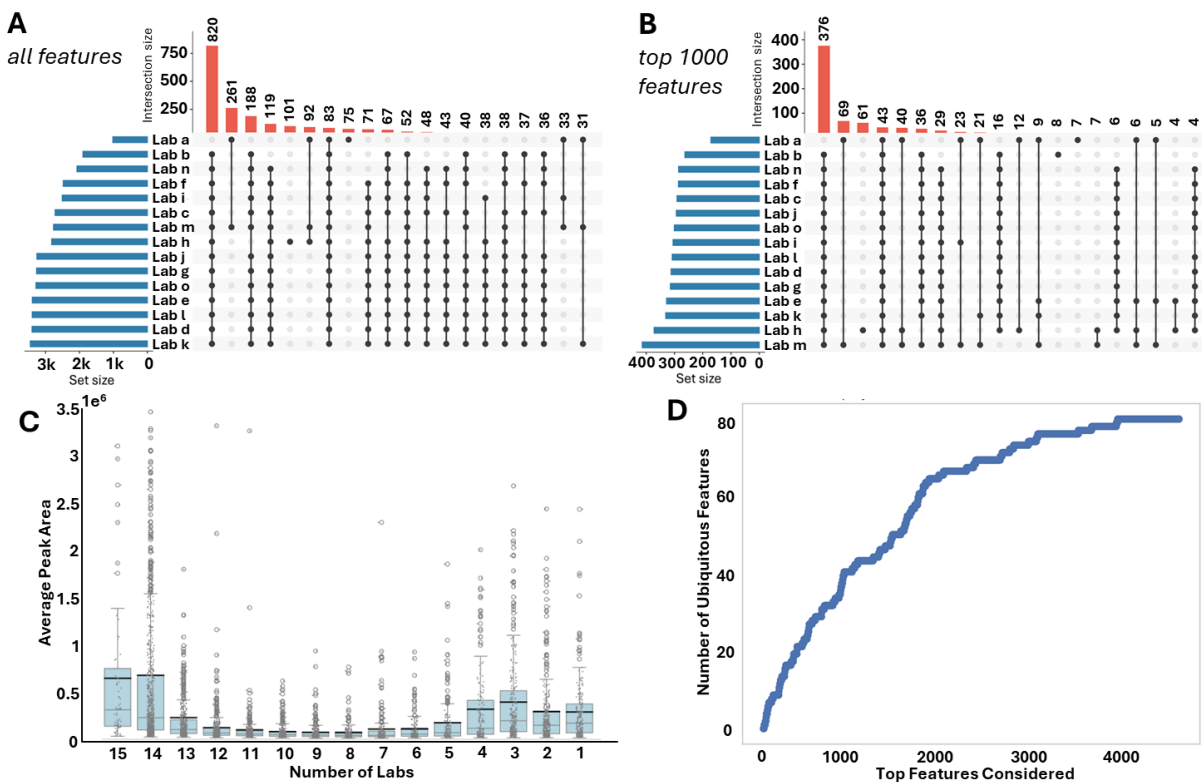 A
all features
Intersection size
750
500
250
820
261
188
119
101
92
83
75
71
67
52
48
43
40
38
38
37
36
33
31
Lab a
Lab b
Lab n
Lab f
Lab i
Lab c
Lab m
Lab h
Lab j
Lab g
Lab o
Lab e
Lab l
Lab d
Lab k
3k 2k 1k 0
Set size
B
top 1000
features
Intersection size
400
300
200
100
376
69
61
43
40
36
29
23
21
16
12
9
8
7
7
6
6
5
4
4
Lab a
Lab b
Lab n
Lab f
Lab c
Lab j
Lab o
Lab i
Lab l
Lab d
Lab g
Lab e
Lab k
Lab h
Lab m
400 300 200 100 0
Set size
C
1e⁶
3.5
3
2.5
2
1.5
1
0.5
0
Average Peak Area
15 14 13 12 11 10 9 8 7 6 5 4 3 2 1
Number of Labs
D
80
60
40
20
0
Number of Ubiquitous Features
0 1000 2000 3000 4000
Top Features Considered